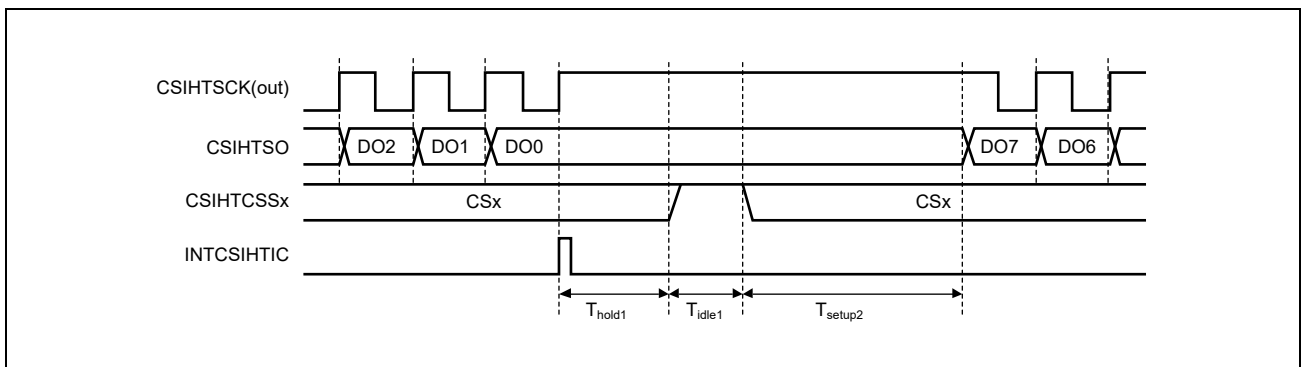 CSIHTSCK(out)
CSIHTSO DO2 DO1 DO0 DO7 DO6
CSIHTCSSx CSx CSx
INTCSIHTIC
Thold1 Tidle1 Tsetup2